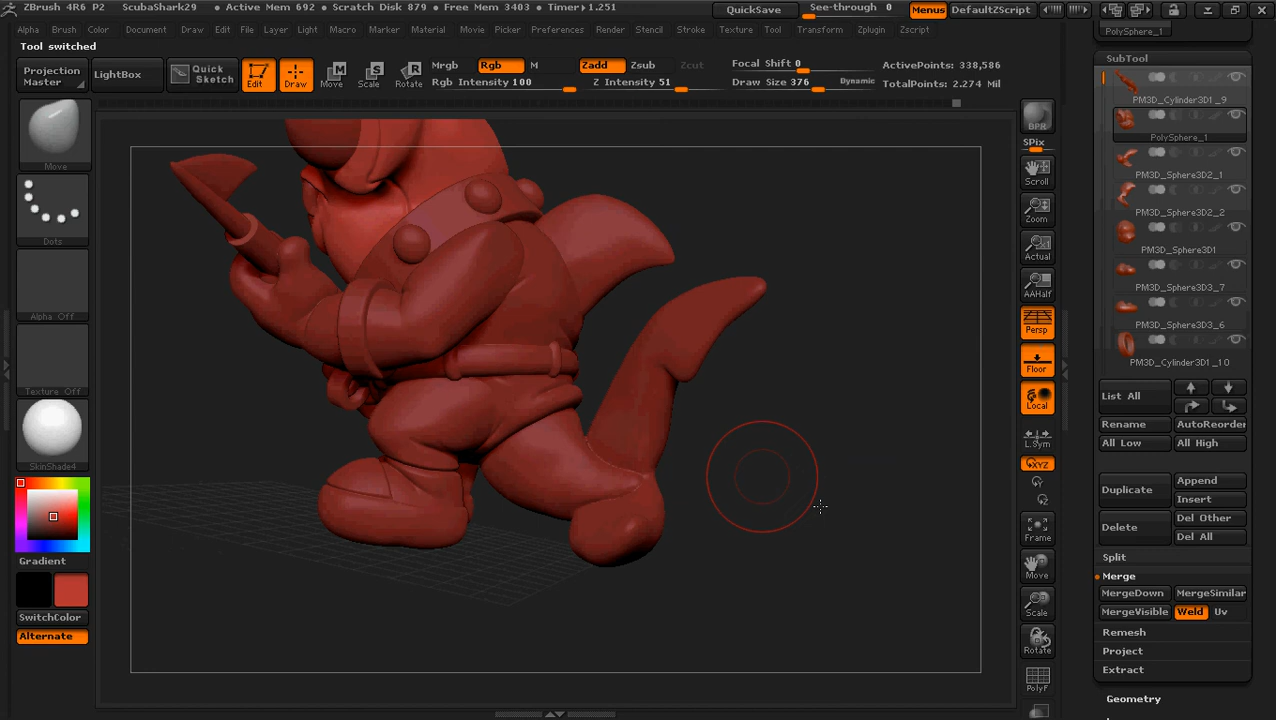 ZBrush 4R6 P2 ScubaShark29 • Active Mem 692 • Scratch Disk 879 • Free Mem 3403 • Timer▸1.251 QuickSave See-through 0 Menus DefaultZScript
Alpha Brush Color Document Draw Edit File Layer Light Macro Marker Material Movie Picker Preferences Render Stencil Stroke Texture Tool Transform Zplugin Zscript
Tool switched
Projection Master
LightBox
Quick Sketch
Edit
Draw
Move
Scale
Rotate
Mrgb Rgb M
Rgb Intensity 100
Zadd Zsub Zcut
Z Intensity 51
Focal Shift 0
Draw Size 376 Dynamic
ActivePoints: 338,586
TotalPoints: 2.274 Mil
Move
Dots
Alpha Off
Texture Off
SkinShade4
Gradient
SwitchColor
Alternate
BPR
SPix
Scroll
Zoom
Actual
AAHalf
Persp
Floor
Local
L.Sym
XYZ
Frame
Move
Scale
Rotate
PolyF
PolySphere_1
SubTool
PM3D_Cylinder3D1_9
PolySphere_1
PM3D_Sphere3D2_1
PM3D_Sphere3D2_2
PM3D_Sphere3D1
PM3D_Sphere3D3_7
PM3D_Sphere3D3_6
PM3D_Cylinder3D1_10
List All
Rename AutoReorder
All Low All High
Duplicate Append
Insert
Delete Del Other
Del All
Split
Merge
MergeDown MergeSimilar
MergeVisible Weld Uv
Remesh
Project
Extract
Geometry